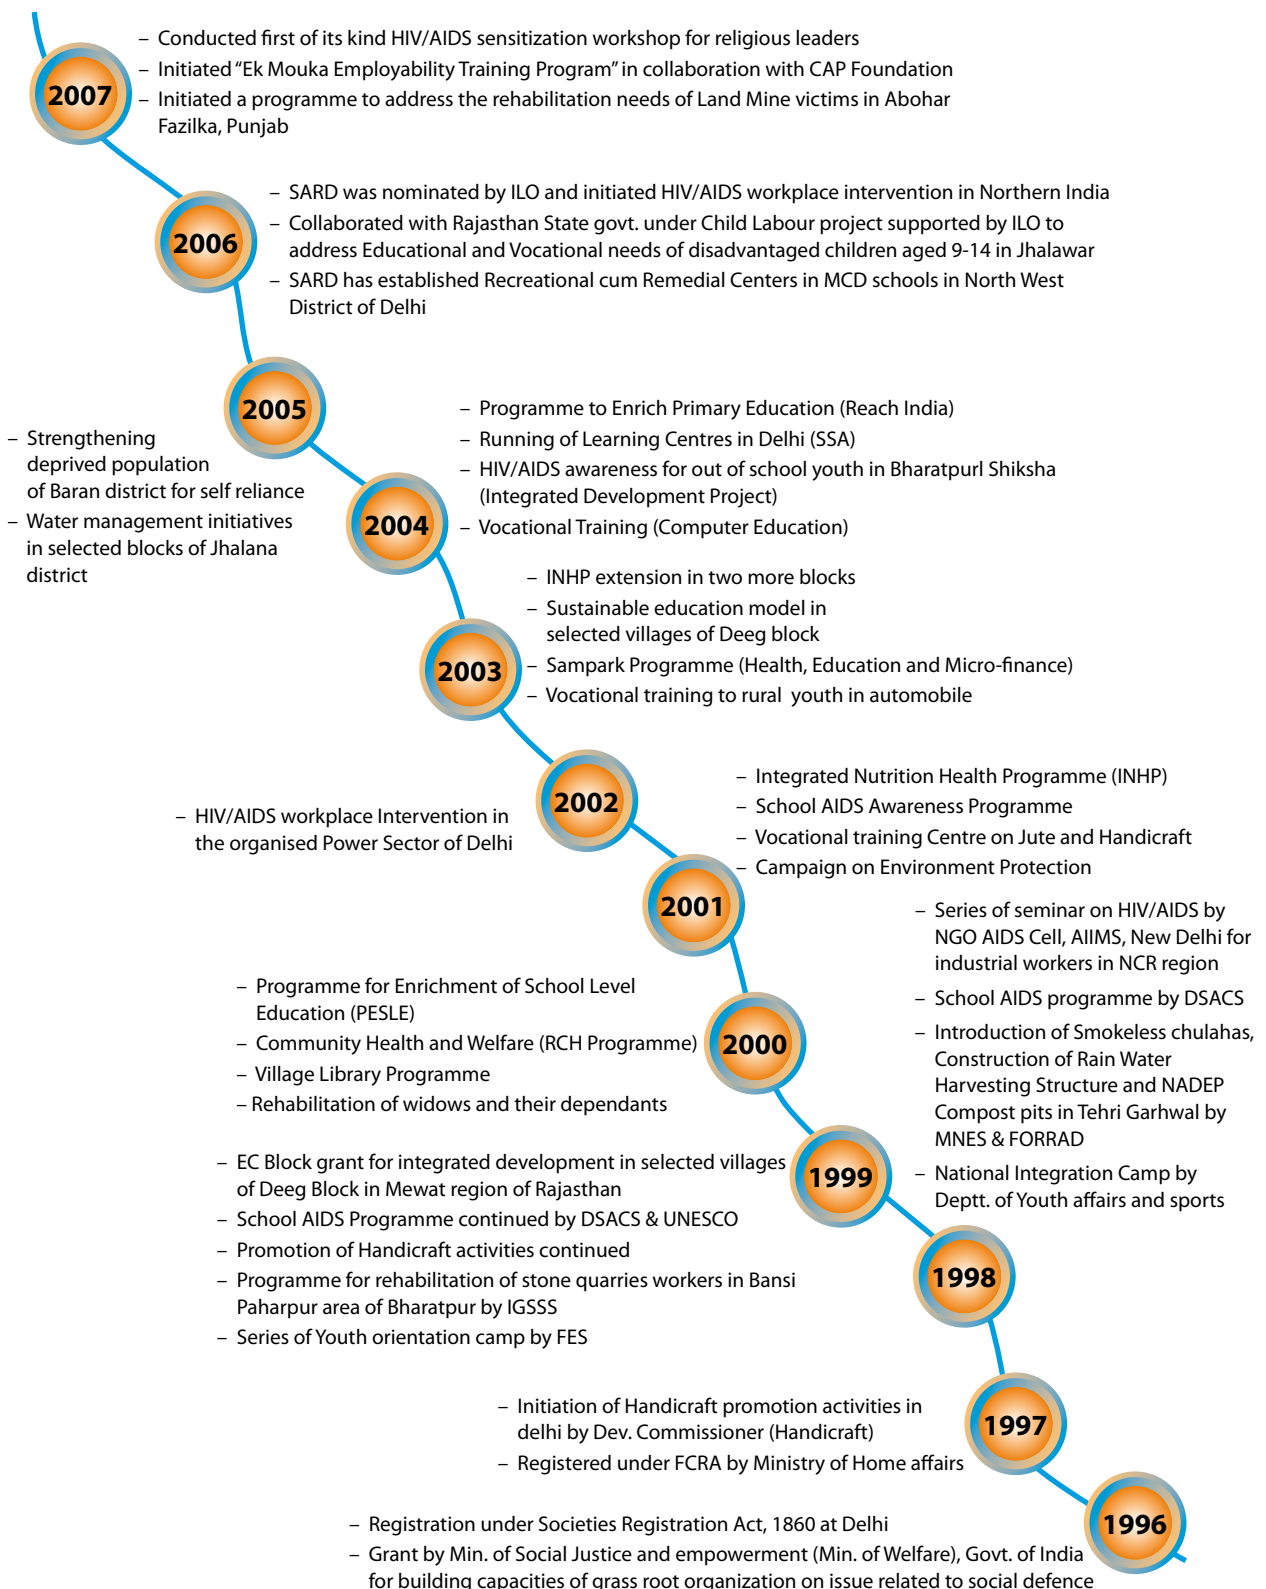 2007
– Conducted first of its kind HIV/AIDS sensitization workshop for religious leaders
– Initiated “Ek Mouka Employability Training Program” in collaboration with CAP Foundation
– Initiated a programme to address the rehabilitation needs of Land Mine victims in Abohar
Fazilka, Punjab
2006
– SARD was nominated by ILO and initiated HIV/AIDS workplace intervention in Northern India
– Collaborated with Rajasthan State govt. under Child Labour project supported by ILO to
address Educational and Vocational needs of disadvantaged children aged 9-14 in Jhalawar
– SARD has established Recreational cum Remedial Centers in MCD schools in North West
District of Delhi
2005
– Strengthening
deprived population
of Baran district for self reliance
– Water management initiatives
in selected blocks of Jhalana
district
2004
– Programme to Enrich Primary Education (Reach India)
– Running of Learning Centres in Delhi (SSA)
– HIV/AIDS awareness for out of school youth in Bharatpurl Shiksha
(Integrated Development Project)
– Vocational Training (Computer Education)
2003
– INHP extension in two more blocks
– Sustainable education model in
selected villages of Deeg block
– Sampark Programme (Health, Education and Micro-finance)
– Vocational training to rural youth in automobile
2002
– HIV/AIDS workplace Intervention in
the organised Power Sector of Delhi
2001
– Integrated Nutrition Health Programme (INHP)
– School AIDS Awareness Programme
– Vocational training Centre on Jute and Handicraft
– Campaign on Environment Protection
2000
– Programme for Enrichment of School Level
Education (PESLE)
– Community Health and Welfare (RCH Programme)
– Village Library Programme
– Rehabilitation of widows and their dependants
1999
– EC Block grant for integrated development in selected villages
of Deeg Block in Mewat region of Rajasthan
– School AIDS Programme continued by DSACS & UNESCO
– Promotion of Handicraft activities continued
– Programme for rehabilitation of stone quarries workers in Bansi
Paharpur area of Bharatpur by IGSSS
– Series of Youth orientation camp by FES
1998
– Series of seminar on HIV/AIDS by
NGO AIDS Cell, AIIMS, New Delhi for
industrial workers in NCR region
– School AIDS programme by DSACS
– Introduction of Smokeless chulahas,
Construction of Rain Water
Harvesting Structure and NADEP
Compost pits in Tehri Garhwal by
MNES & FORRAD
– National Integration Camp by
Deptt. of Youth affairs and sports
1997
– Initiation of Handicraft promotion activities in
delhi by Dev. Commissioner (Handicraft)
– Registered under FCRA by Ministry of Home affairs
1996
– Registration under Societies Registration Act, 1860 at Delhi
– Grant by Min. of Social Justice and empowerment (Min. of Welfare), Govt. of India
for building capacities of grass root organization on issue related to social defence